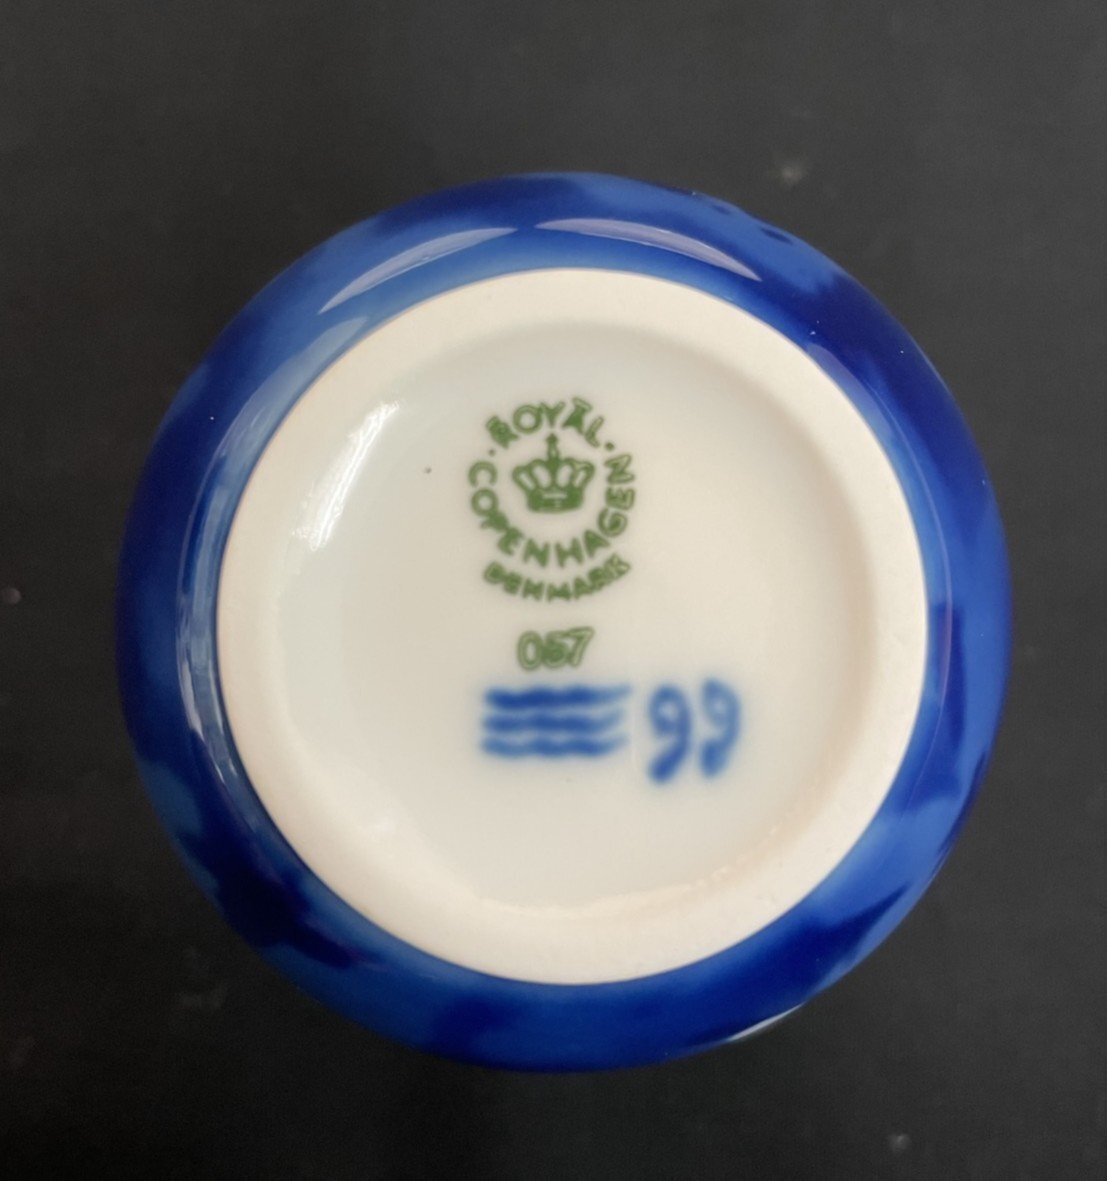 ROYAL
COPENHAGEN
DENMARK
057
99